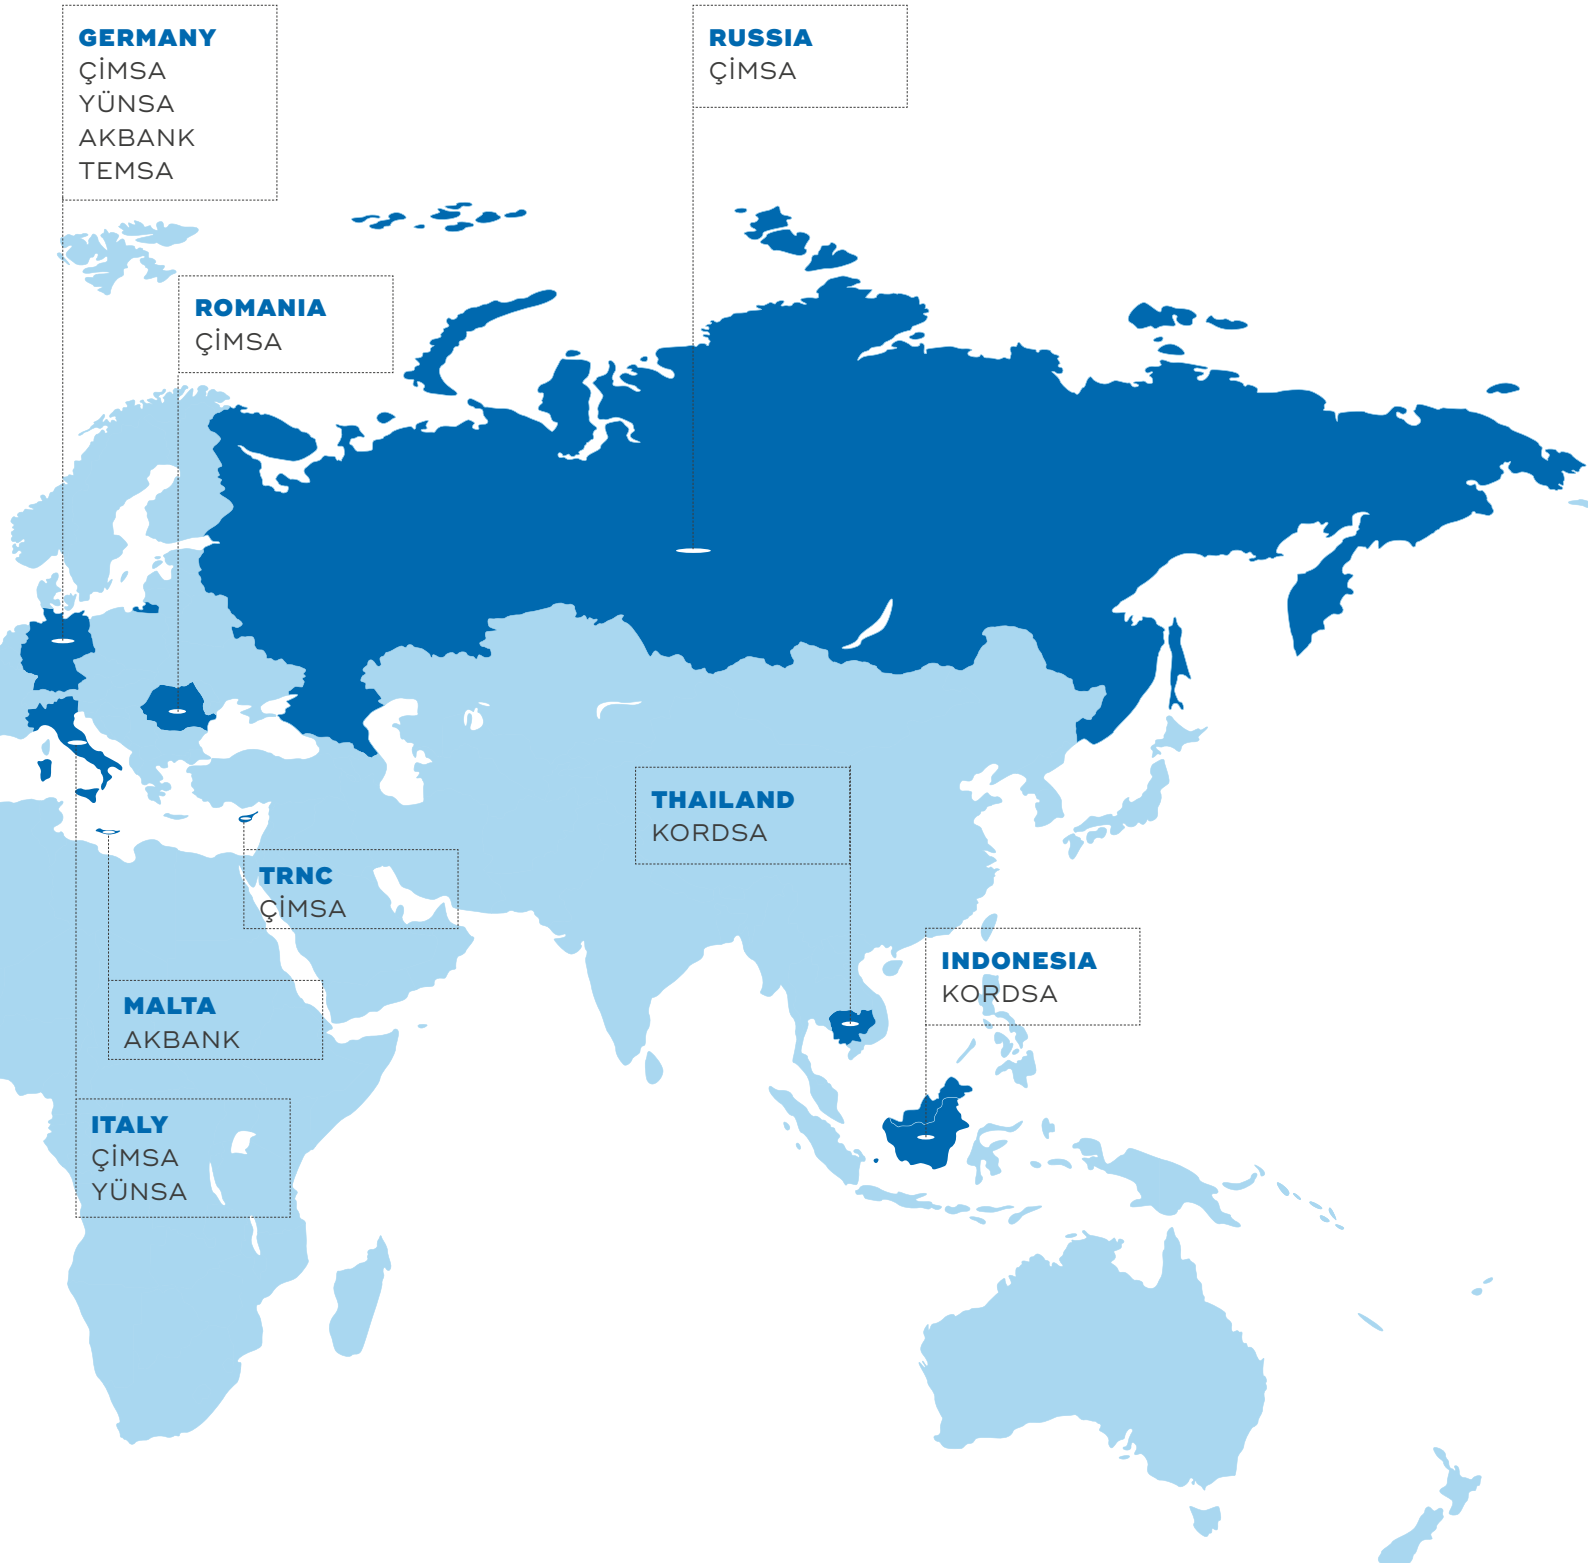 GERMANY
ÇİMSA
YÜNSA
AKBANK
TEMSA
RUSSIA
ÇİMSA
ROMANIA
ÇİMSA
THAILAND
KORDSA
TRNC
ÇİMSA
INDONESIA
KORDSA
MALTA
AKBANK
ITALY
ÇİMSA
YÜNSA